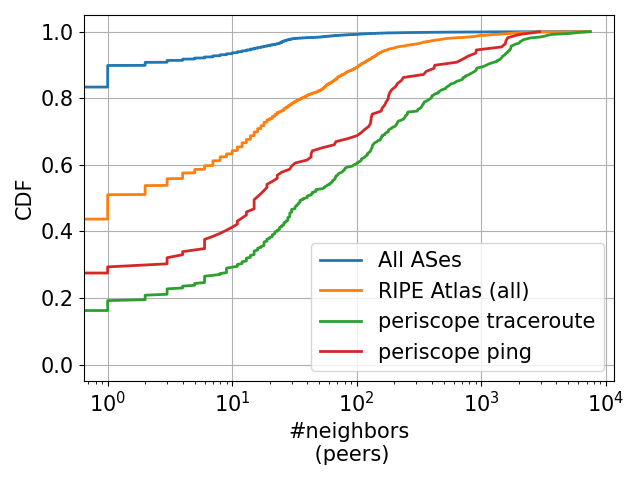 1.0
0.8
0.6
0.4
0.2
0.0
CDF
All ASes
RIPE Atlas (all)
periscope traceroute
periscope ping
10⁰ 10¹ 10² 10³ 10⁴
#neighbors
(peers)